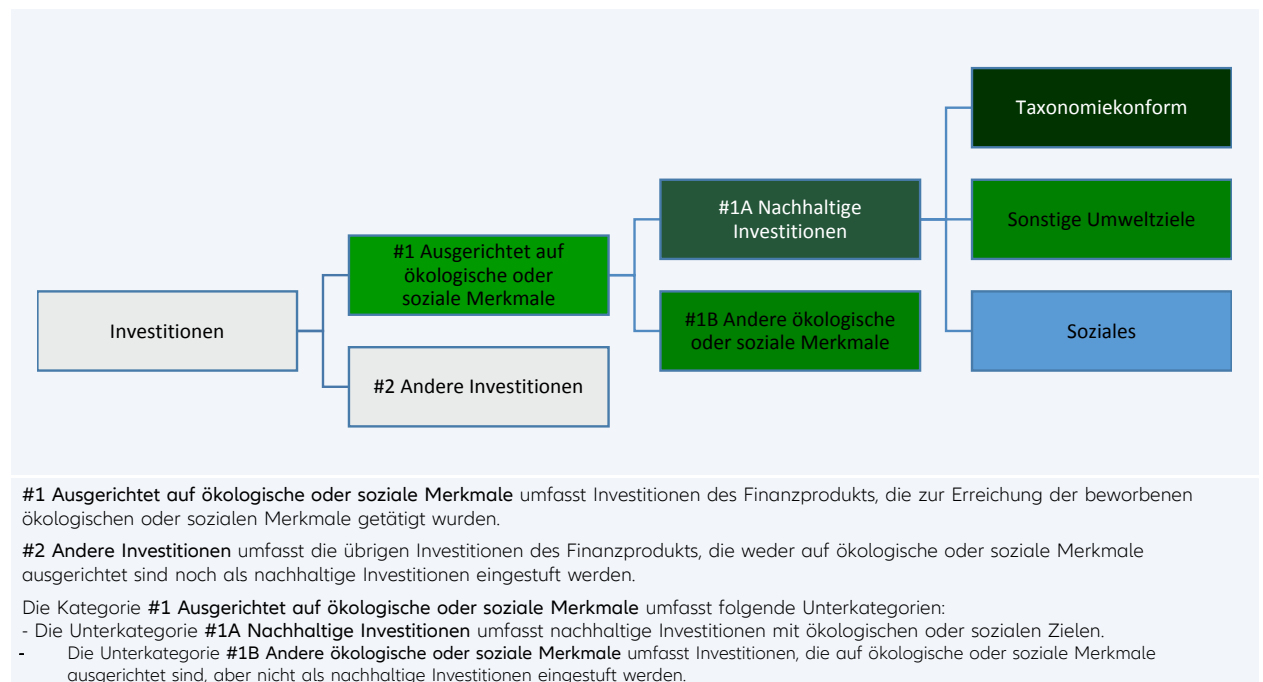 Taxonomiekonform
#1A Nachhaltige
Investitionen
Sonstige Umweltziele
#1 Ausgerichtet auf
ökologische oder
soziale Merkmale
Investitionen
#1B Andere ökologische
oder soziale Merkmale
Soziales
#2 Andere Investitionen
#1 Ausgerichtet auf ökologische oder soziale Merkmale umfasst Investitionen des Finanzprodukts, die zur Erreichung der beworbenen
ökologischen oder sozialen Merkmale getätigt wurden.
#2 Andere Investitionen umfasst die übrigen Investitionen des Finanzprodukts, die weder auf ökologische oder soziale Merkmale
ausgerichtet sind noch als nachhaltige Investitionen eingestuft werden.
Die Kategorie #1 Ausgerichtet auf ökologische oder soziale Merkmale umfasst folgende Unterkategorien:
- Die Unterkategorie #1A Nachhaltige Investitionen umfasst nachhaltige Investitionen mit ökologischen oder sozialen Zielen.
- Die Unterkategorie #1B Andere ökologische oder soziale Merkmale umfasst Investitionen, die auf ökologische oder soziale Merkmale
ausgerichtet sind, aber nicht als nachhaltige Investitionen eingestuft werden.